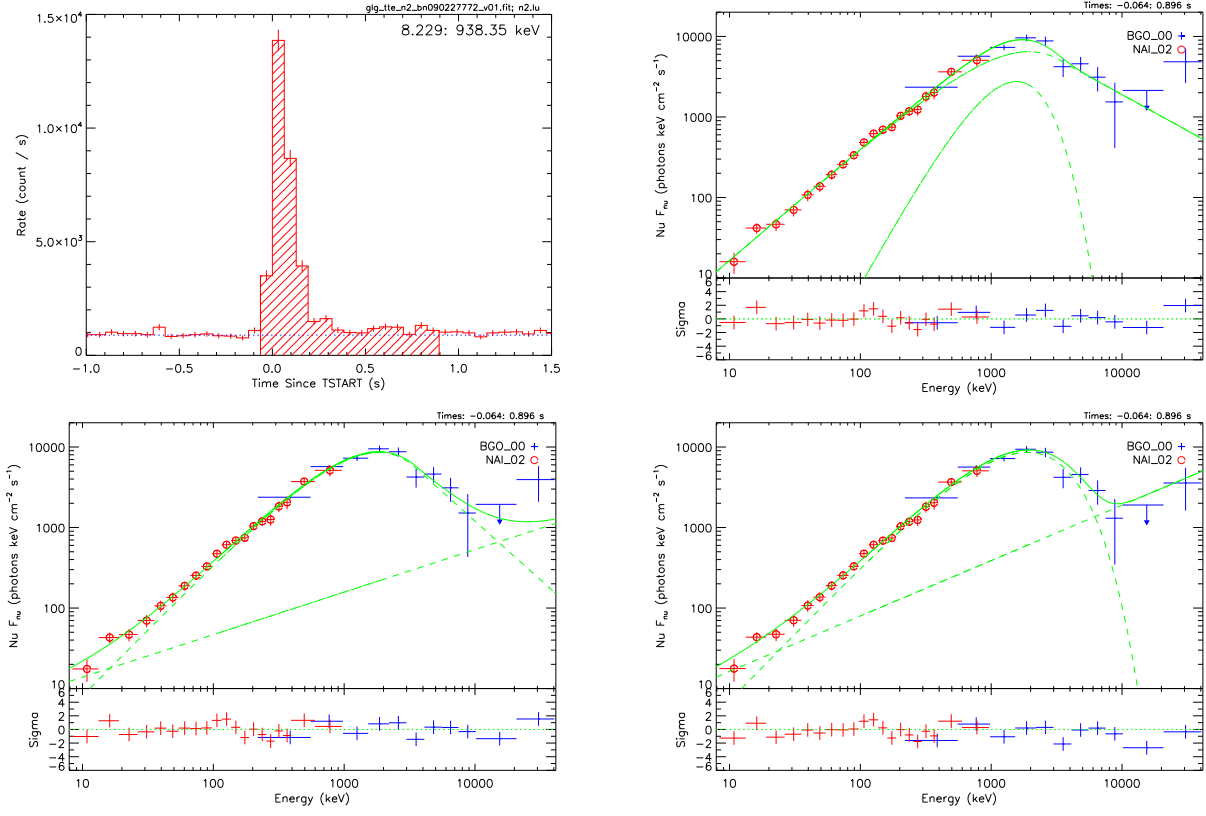 glg_tte_n2_bn090227772_v01.fit; n2.lu
8.229: 938.35 keV
Rate (count / s)
1.5×10⁴
1.0×10⁴
5.0×10³
0
-1.0 -0.5 0.0 0.5 1.0 1.5
Time Since TSTART (s)
Times: -0.064: 0.896 s
BGO_00
NAI_02
Nu Fnu (photons keV cm⁻² s⁻¹)
10000
1000
100
10
Sigma
6
4
2
0
-2
-4
-6
10 100 1000 10000
Energy (keV)
Times: -0.064: 0.896 s
BGO_00
NAI_02
Nu Fnu (photons keV cm⁻² s⁻¹)
10000
1000
100
10
Sigma
6
4
2
0
-2
-4
-6
10 100 1000 10000
Energy (keV)
Times: -0.064: 0.896 s
BGO_00
NAI_02
Nu Fnu (photons keV cm⁻² s⁻¹)
10000
1000
100
10
Sigma
6
4
2
0
-2
-4
-6
10 100 1000 10000
Energy (keV)